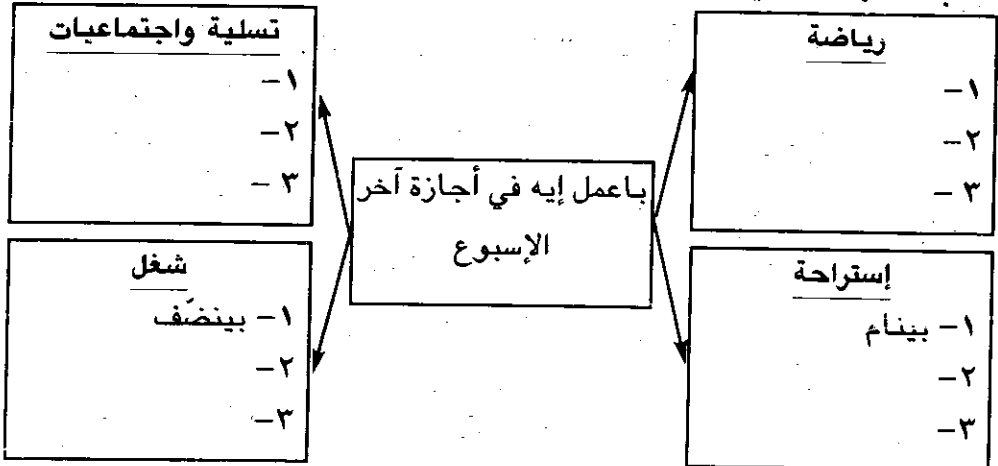 رياضة
١-
٢-
٣-
تسلية واجتماعيات
١-
٢-
٣-
باعمل إيه في أجازة آخر
الإسبوع
إستراحة
١- بينام
٢-
٣-
شغل
١- بينضّف
٢-
٣-